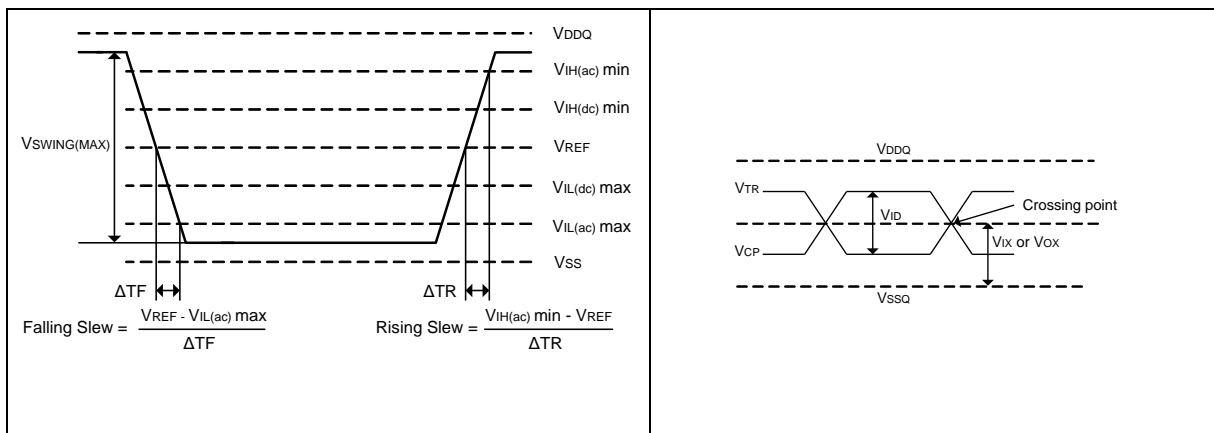 VDDQ
VIH(ac) min
VIH(dc) min
VSWING(MAX)
VREF
VIL(dc) max
VIL(ac) max
VSS
ΔTF
ΔTR
Falling Slew = VREF - VIL(ac) max
ΔTF
Rising Slew = VIH(ac) min - VREF
ΔTR
VDDQ
VTR
VID
Crossing point
VIX or VOX
VCP
VSSQ